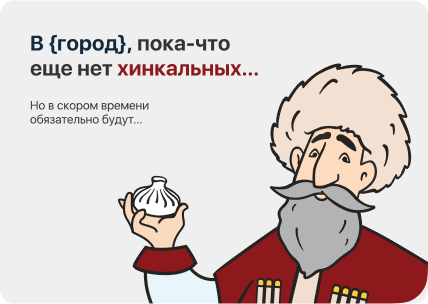 В {город}, пока-что
еще нет хинкальных...
Но в скором времени
обязательно будут...